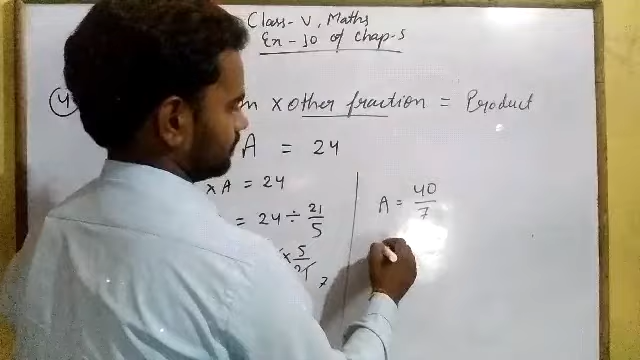 Class-V, Maths
Ex-10 of Chap-5
4 × other fraction = Product
A = 24
× A = 24
= 24 ÷ 21/5
× 5/21 7
A = 40/7